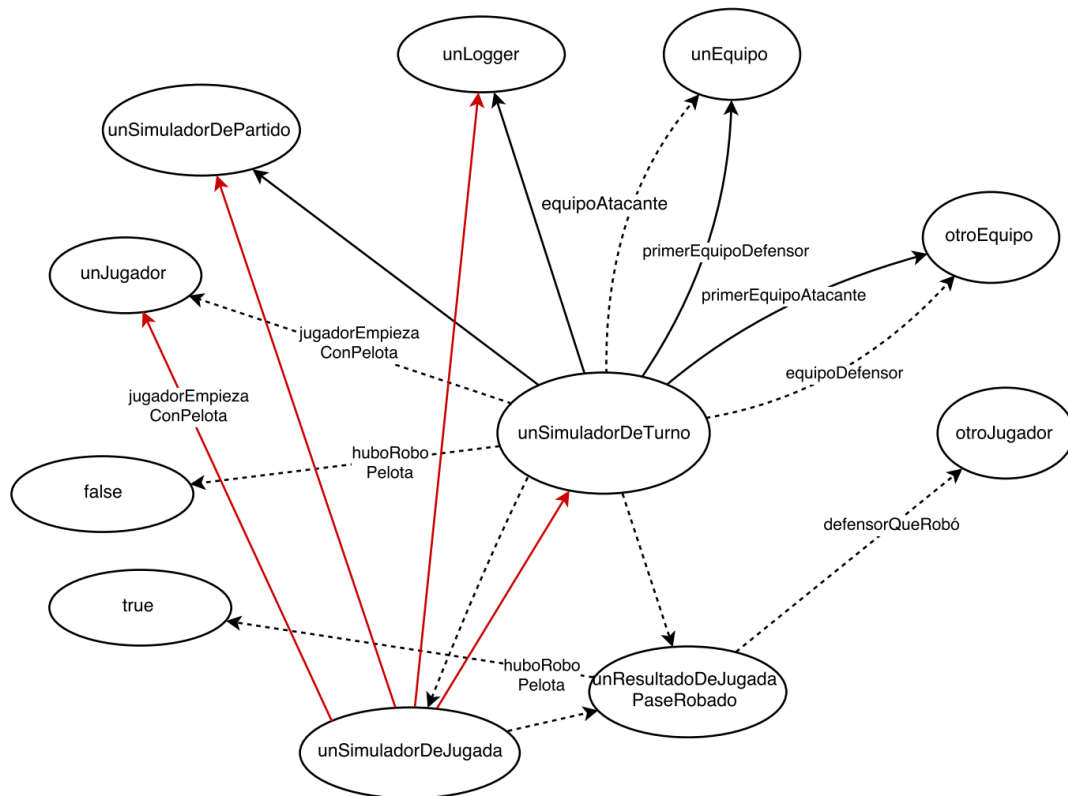 unLogger
unEquipo
unSimuladorDePartido
equipoAtacante
otroEquipo
primerEquipoDefensor
unJugador
primerEquipoAtacante
jugadorEmpieza
ConPelota
equipoDefensor
jugadorEmpieza
ConPelota
unSimuladorDeTurno
otroJugador
huboRobo
Pelota
false
defensorQueRobó
true
huboRobo
Pelota
unResultadoDeJugada
PaseRobado
unSimuladorDeJugada